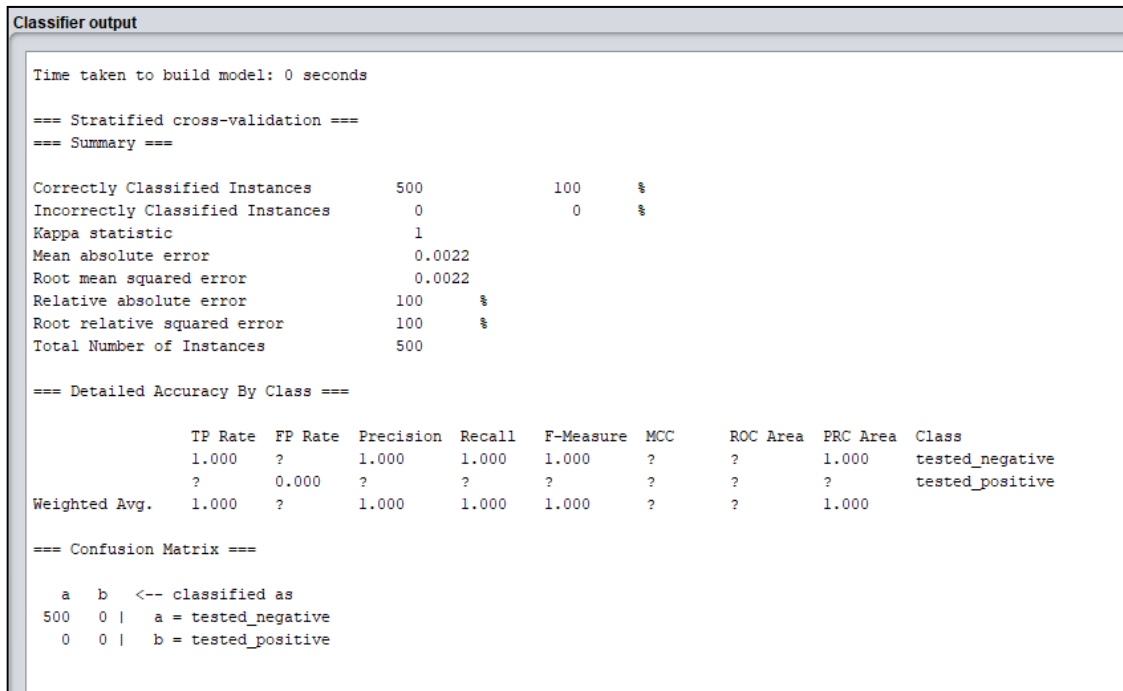 Classifier output
Time taken to build model: 0 seconds
=== Stratified cross-validation ===
=== Summary ===
Correctly Classified Instances 500 100 %
Incorrectly Classified Instances 0 0 %
Kappa statistic 1
Mean absolute error 0.0022
Root mean squared error 0.0022
Relative absolute error 100 %
Root relative squared error 100 %
Total Number of Instances 500
=== Detailed Accuracy By Class ===
TP Rate FP Rate Precision Recall F-Measure MCC ROC Area PRC Area Class
1.000 ? 1.000 1.000 1.000 ? ? 1.000 tested_negative
? 0.000 ? ? ? ? ? ? tested_positive
Weighted Avg. 1.000 ? 1.000 1.000 1.000 ? ? 1.000
=== Confusion Matrix ===
a b <-- classified as
500 0 | a = tested_negative
0 0 | b = tested_positive